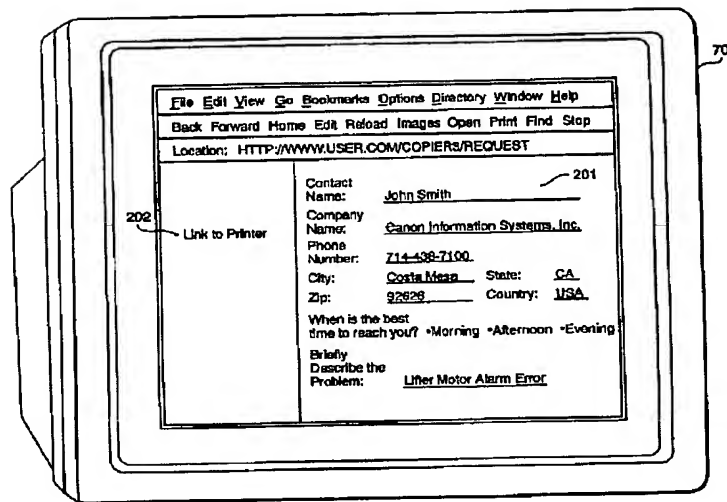 70
File Edit View Go Bookmarks Options Directory Window Help
Back Forward Home Edit Reload Images Open Print Find Stop
Location: HTTP://WWW.USER.COM/COPIERS/REQUEST
201
202
Link to Printer
Contact
Name: John Smith
Company
Name: Canon Information Systems, Inc.
Phone
Number: 714-438-7100
City: Costa Mesa State: CA
Zip: 92626 Country: USA
When is the best
time to reach you? •Morning •Afternoon •Evening
Briefly
Describe the
Problem: Lifter Motor Alarm Error